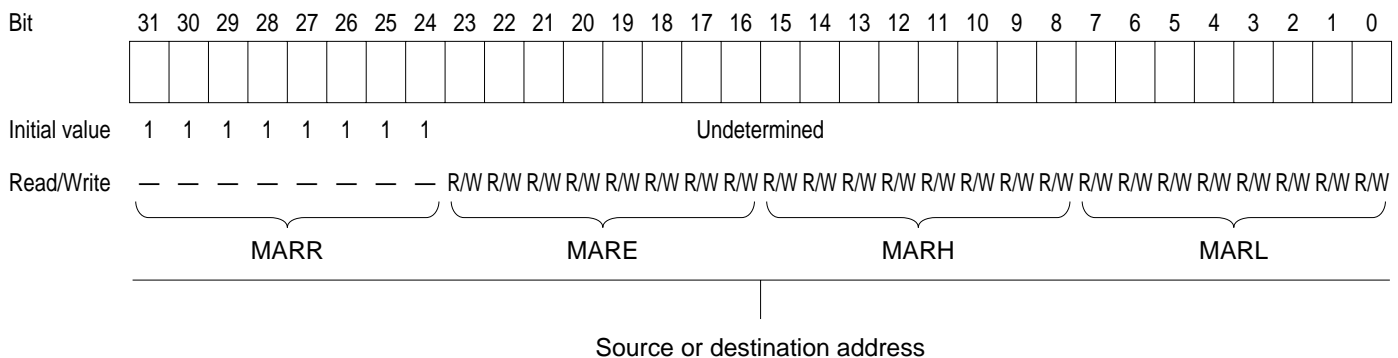 Bit 31 30 29 28 27 26 25 24 23 22 21 20 19 18 17 16 15 14 13 12 11 10 9 8 7 6 5 4 3 2 1 0
Initial value 1 1 1 1 1 1 1 1 Undetermined
Read/Write — — — — — — — — R/W R/W R/W R/W R/W R/W R/W R/W R/W R/W R/W R/W R/W R/W R/W R/W R/W R/W R/W R/W R/W R/W R/W R/W
MARR MARE MARH MARL
Source or destination address